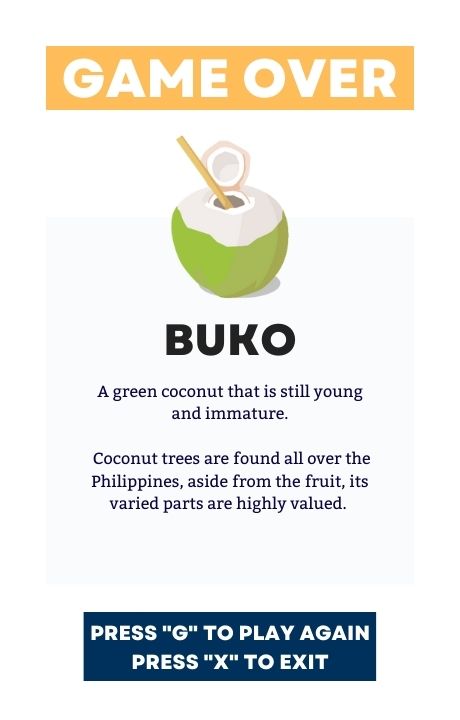 GAME OVER
BUKO
A green coconut that is still young
and immature.
Coconut trees are found all over the
Philippines, aside from the fruit, its
varied parts are highly valued.
PRESS "G" TO PLAY AGAIN
PRESS "X" TO EXIT